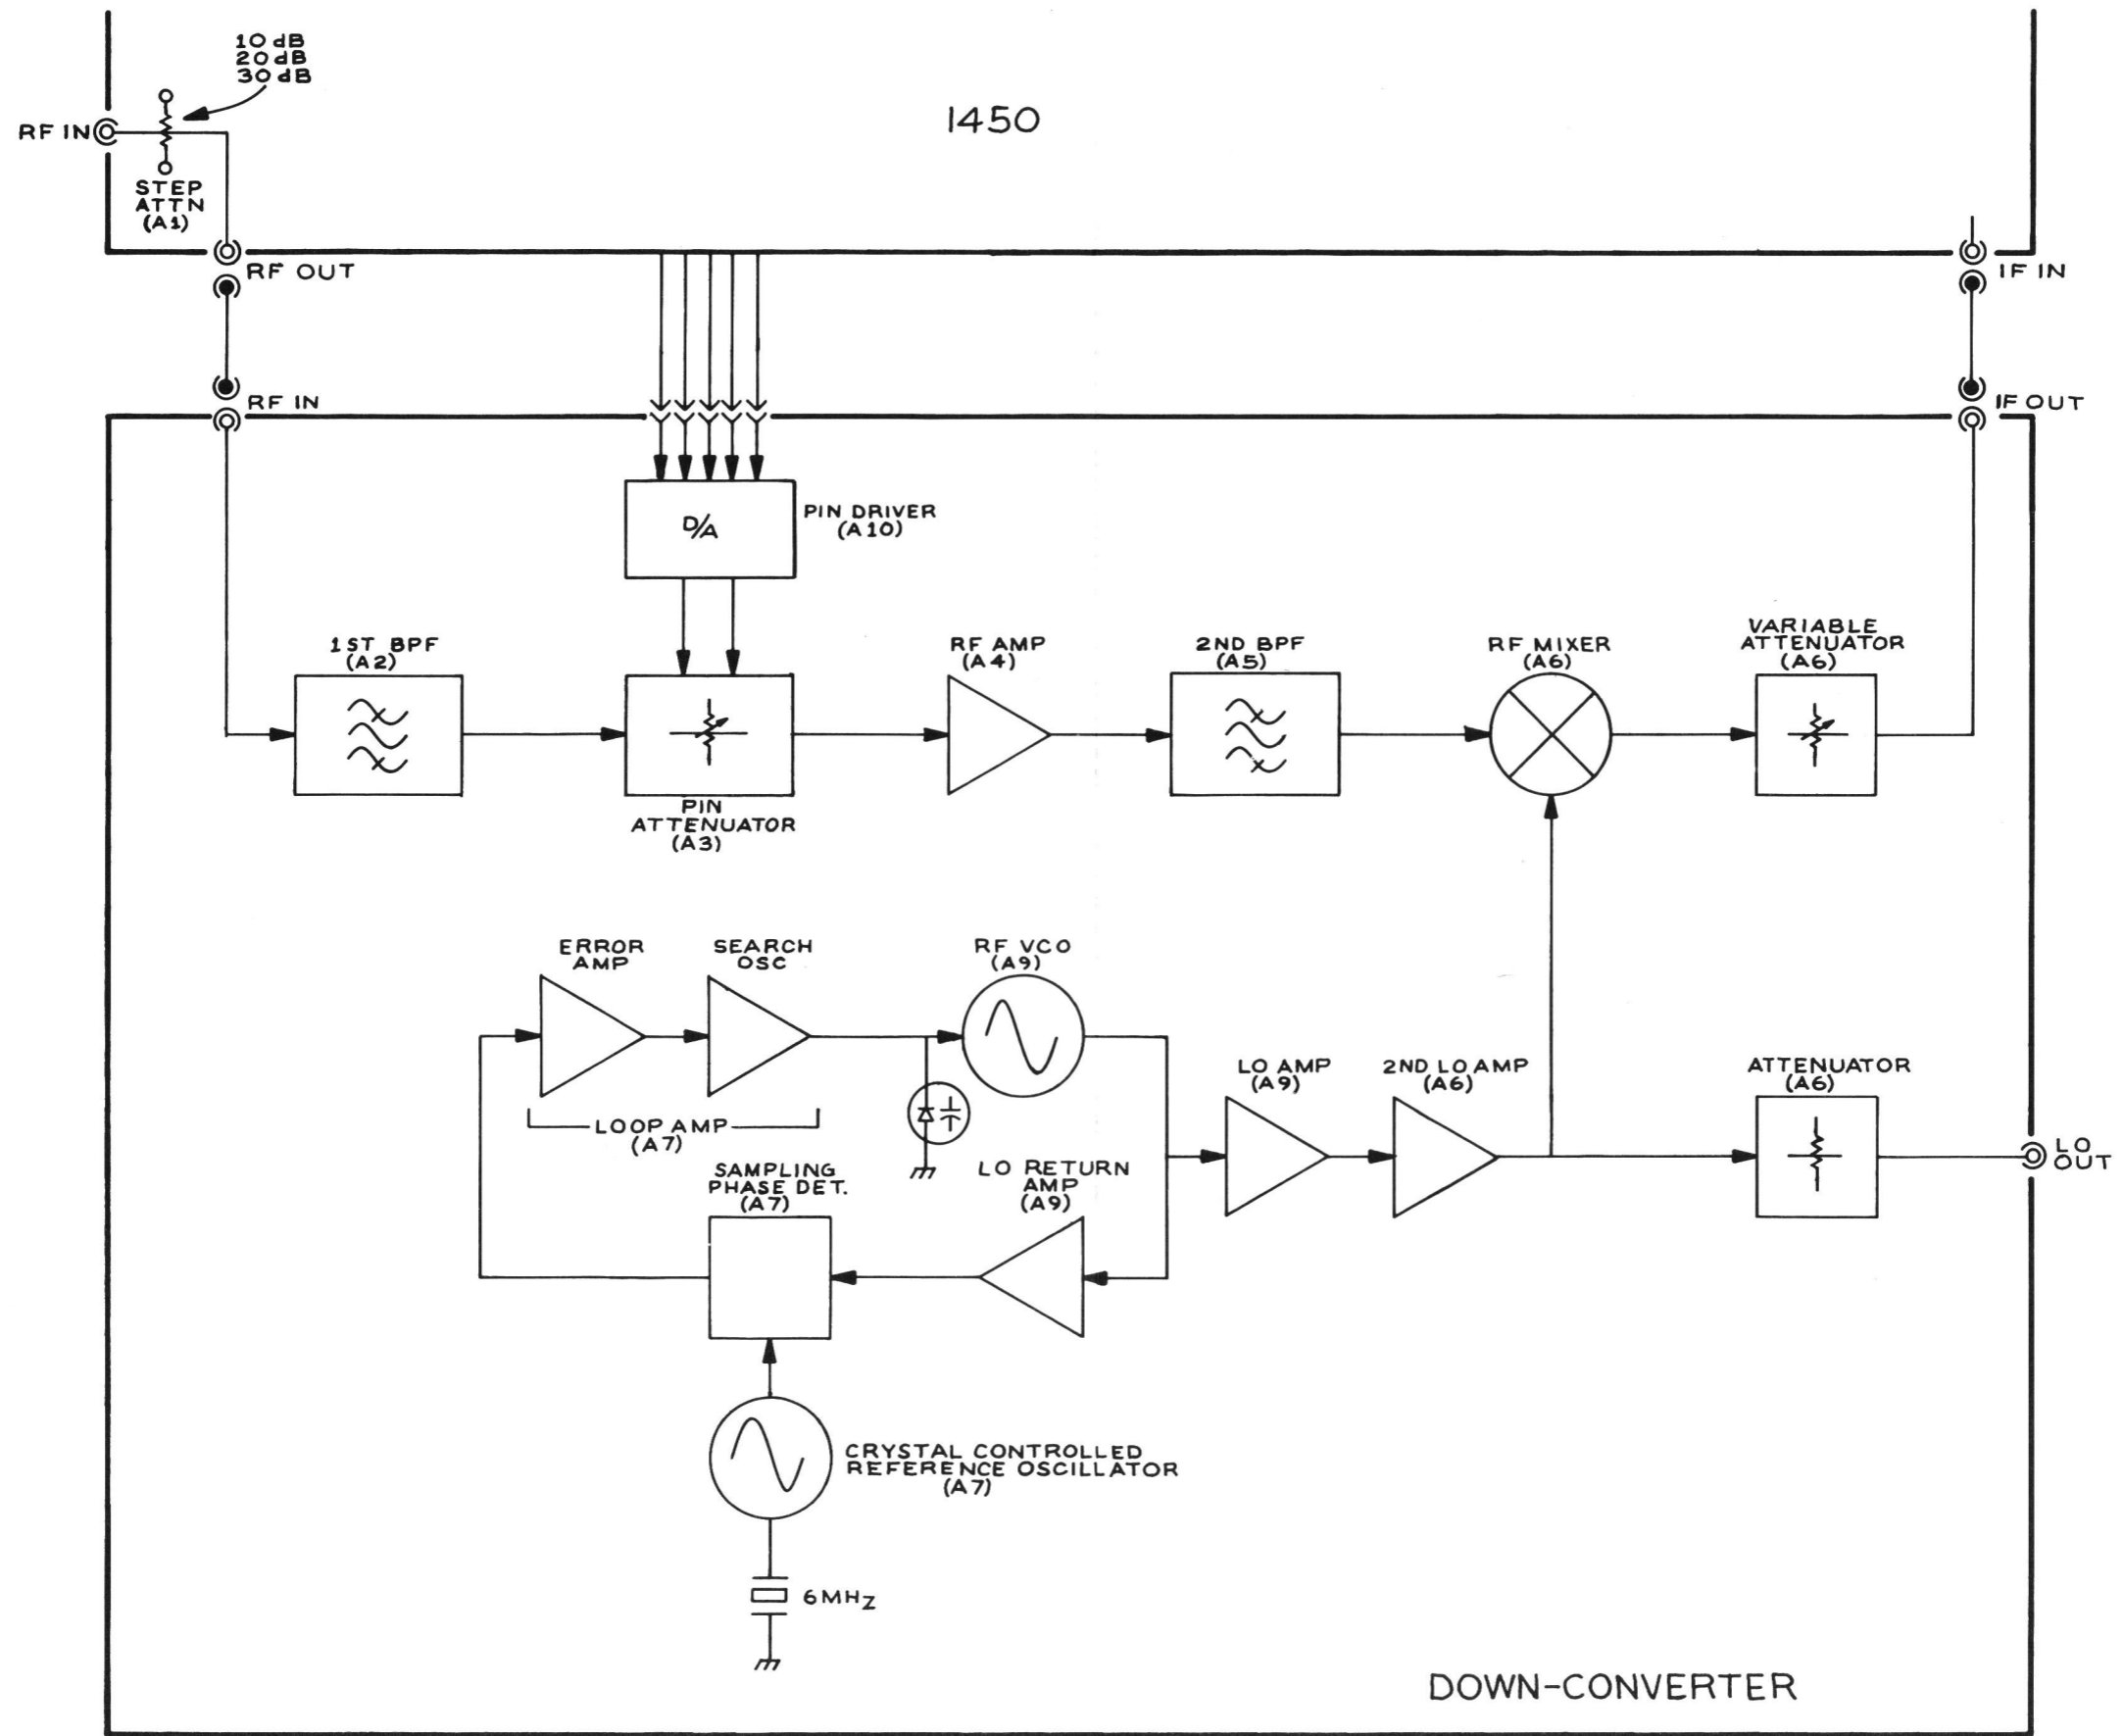 10 dB
20 dB
30 dB
1450
RF IN
STEP
ATTN
(A1)
RF OUT
IF IN
RF IN
IF OUT
D/A
PIN DRIVER
(A10)
1ST BPF
(A2)
PIN
ATTENUATOR
(A3)
RF AMP
(A4)
2ND BPF
(A5)
RF MIXER
(A6)
VARIABLE
ATTENUATOR
(A6)
ERROR
AMP
SEARCH
OSC
RF VCO
(A9)
LOOP AMP
(A7)
LO AMP
(A9)
2ND LO AMP
(A6)
ATTENUATOR
(A6)
LO
OUT
SAMPLING
PHASE DET.
(A7)
LO RETURN
AMP
(A9)
CRYSTAL CONTROLLED
REFERENCE OSCILLATOR
(A7)
6MHz
DOWN-CONVERTER